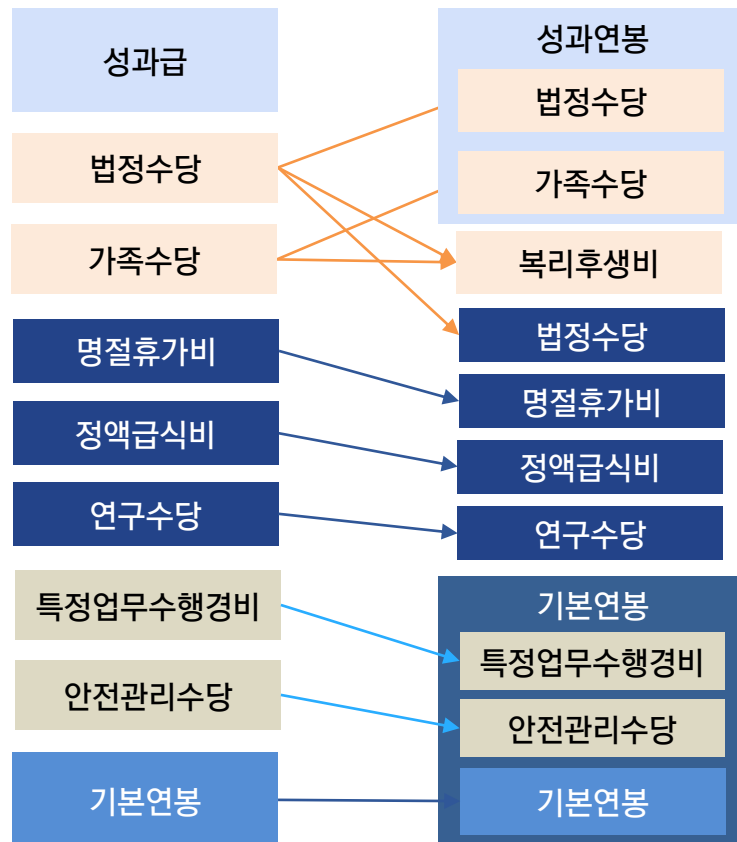 성과급
법정수당
가족수당
명절휴가비
정액급식비
연구수당
특정업무수행경비
안전관리수당
기본연봉
성과연봉
법정수당
가족수당
복리후생비
법정수당
명절휴가비
정액급식비
연구수당
기본연봉
특정업무수행경비
안전관리수당
기본연봉